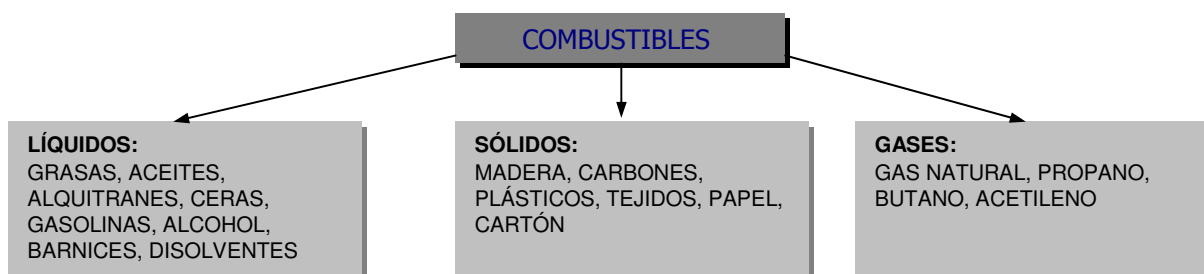 COMBUSTIBLES
LÍQUIDOS:
GRASAS, ACEITES,
ALQUITRANES, CERAS,
GASOLINAS, ALCOHOL,
BARNICES, DISOLVENTES
SÓLIDOS:
MADERA, CARBONES,
PLÁSTICOS, TEJIDOS, PAPEL,
CARTÓN
GASES:
GAS NATURAL, PROPANO,
BUTANO, ACETILENO